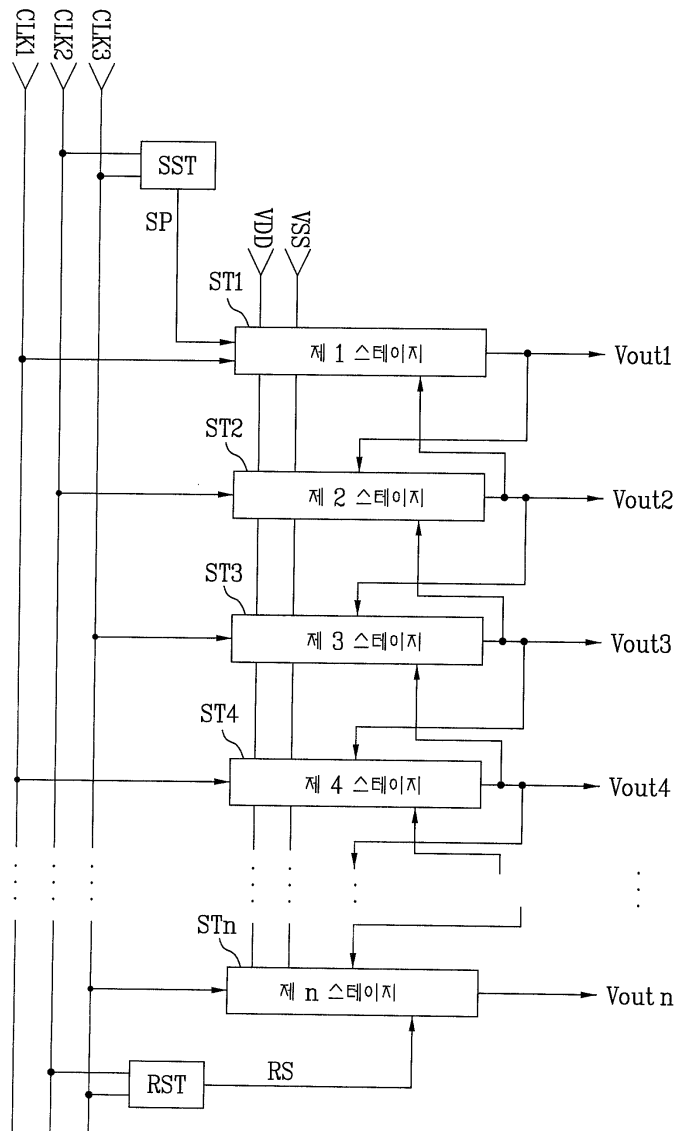 CLK1
CLK2
CLK3
SST
SP
VDD
VSS
ST1
제 1 스테이지
Vout1
ST2
제 2 스테이지
Vout2
ST3
제 3 스테이지
Vout3
ST4
제 4 스테이지
Vout4
STn
제 n 스테이지
Vout n
RST
RS